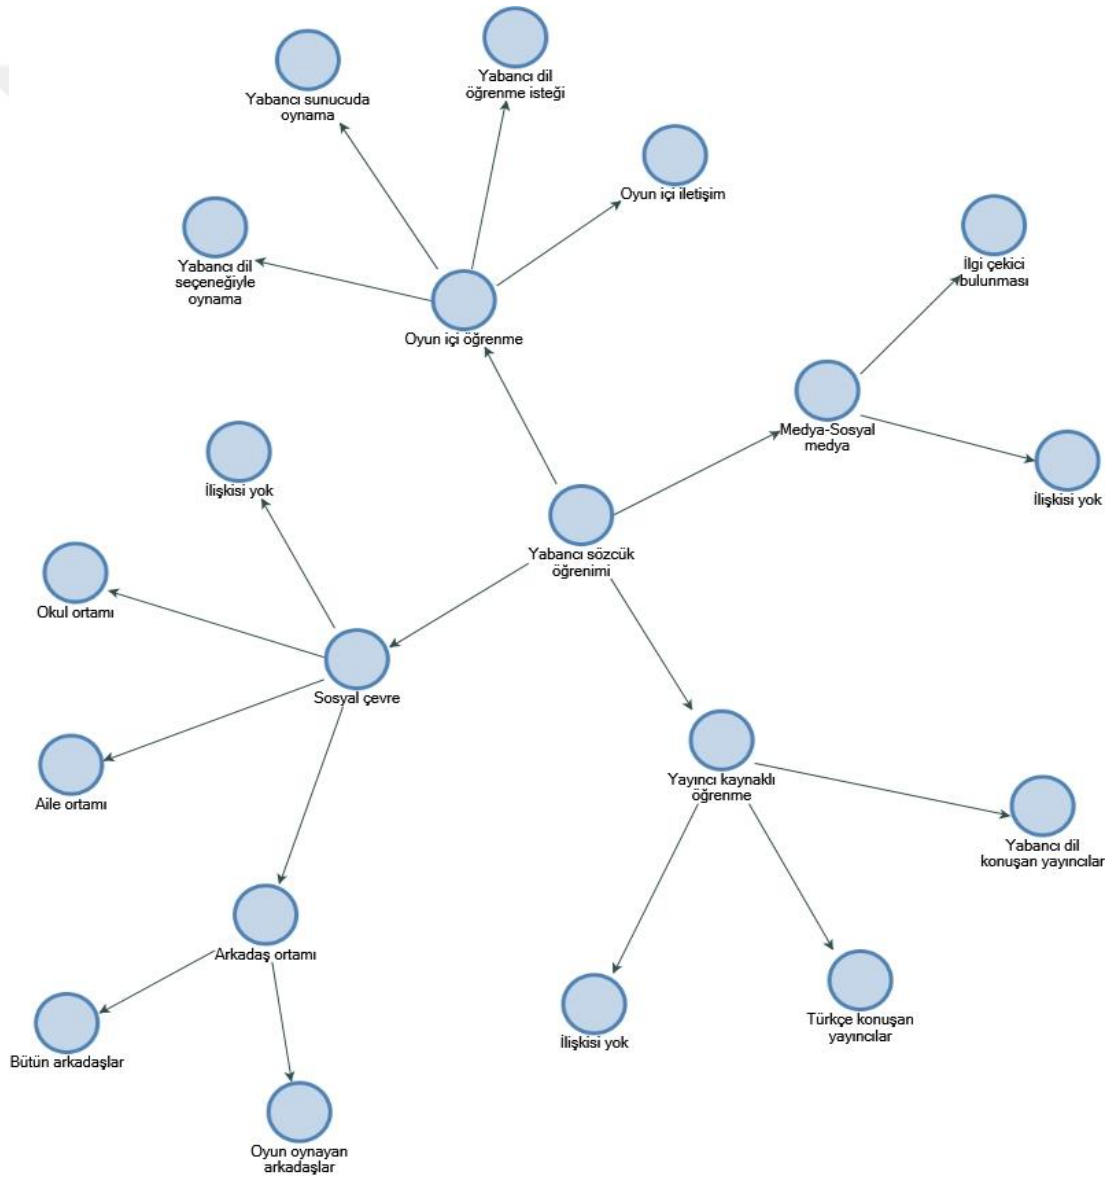 Yabancı dil
öğrenme isteği
Yabancı sunucuda
oynama
Oyun içi iletişim
Yabancı dil
seçeneğiyle
oynama
İlgi çekici
bulunması
Oyun içi öğrenme
Medya-Sosyal
medya
İlişkisi yok
İlişkisi yok
Yabancı sözcük
öğrenimi
Okul ortamı
Sosyal çevre
Aile ortamı
Yayıncı kaynaklı
öğrenme
Yabancı dil
konuşan yayıncılar
Arkadaş ortamı
Türkçe konuşan
yayıncılar
İlişkisi yok
Bütün arkadaşlar
Oyun oynayan
arkadaşlar